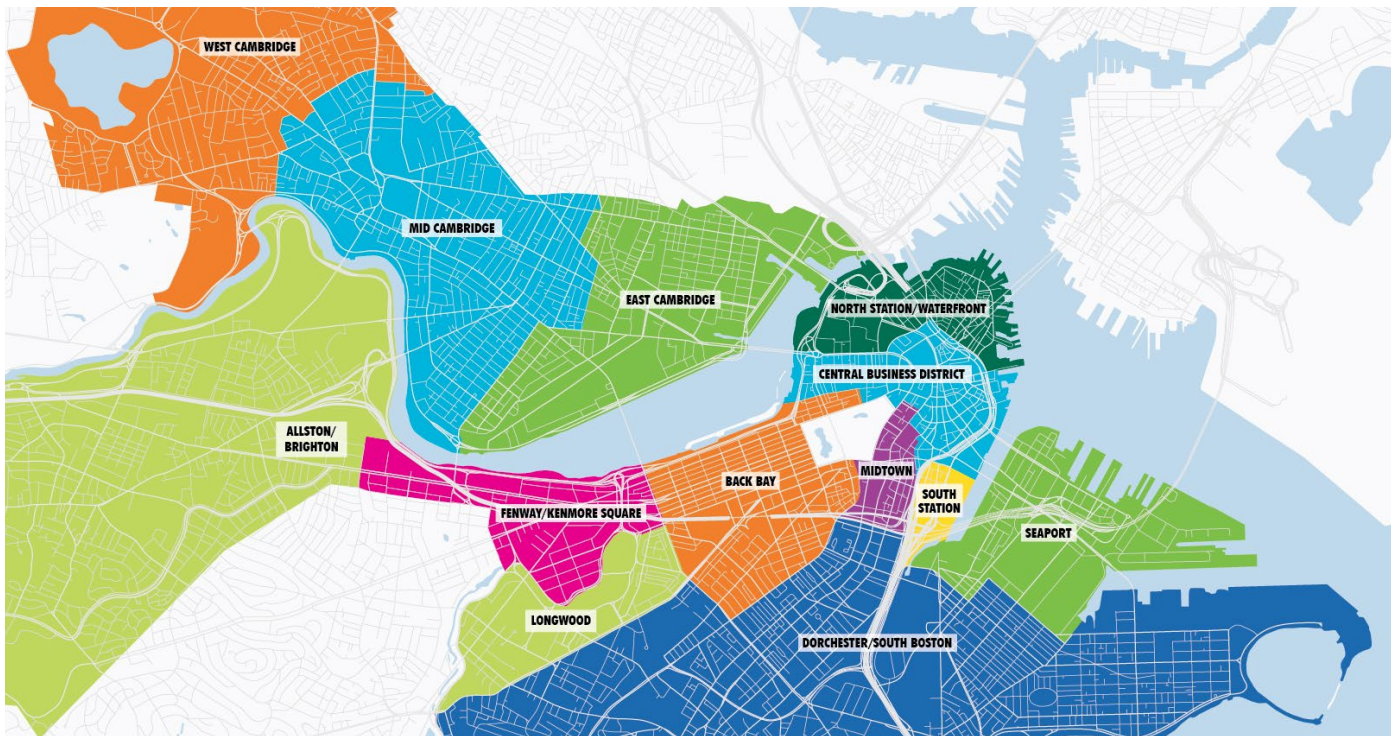 WEST CAMBRIDGE
MID CAMBRIDGE
EAST CAMBRIDGE
NORTH STATION/WATERFRONT
CENTRAL BUSINESS DISTRICT
ALLSTON/
BRIGHTON
MIDTOWN
BACK BAY
SOUTH
STATION
FENWAY/KENMORE SQUARE
SEAPORT
LONGWOOD
DORCHESTER/SOUTH BOSTON